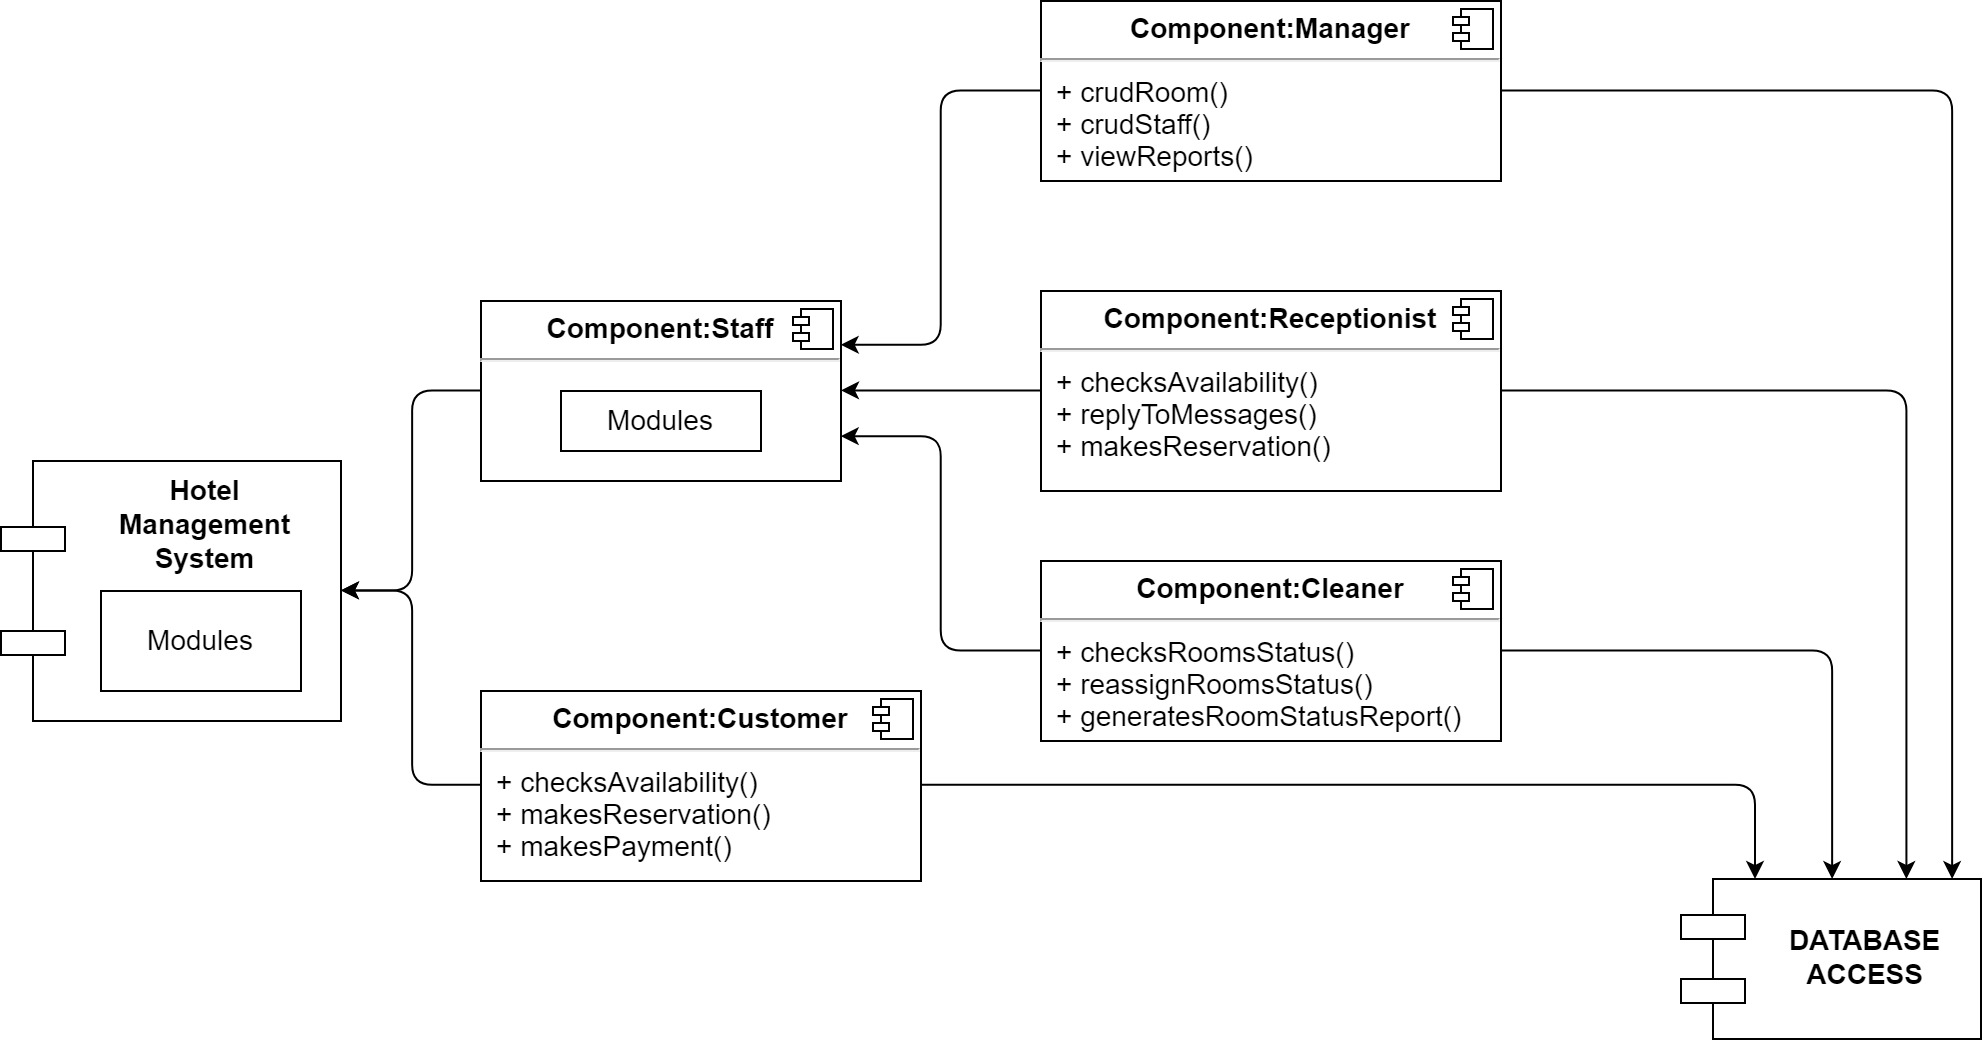 Component:Manager
+ crudRoom()
+ crudStaff()
+ viewReports()
Component:Staff
Modules
Component:Receptionist
+ checksAvailability()
+ replyToMessages()
+ makesReservation()
Hotel
Management
System
Modules
Component:Cleaner
+ checksRoomsStatus()
+ reassignRoomsStatus()
+ generatesRoomStatusReport()
Component:Customer
+ checksAvailability()
+ makesReservation()
+ makesPayment()
DATABASE
ACCESS